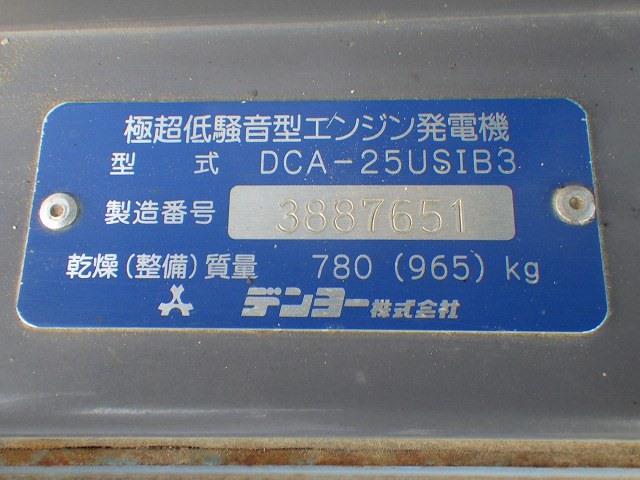 極超低騒音型エンジン発電機
型式 DCA-25USIB3
製造番号 3887651
乾燥(整備)質量 780 (965) kg
デンヨー株式会社